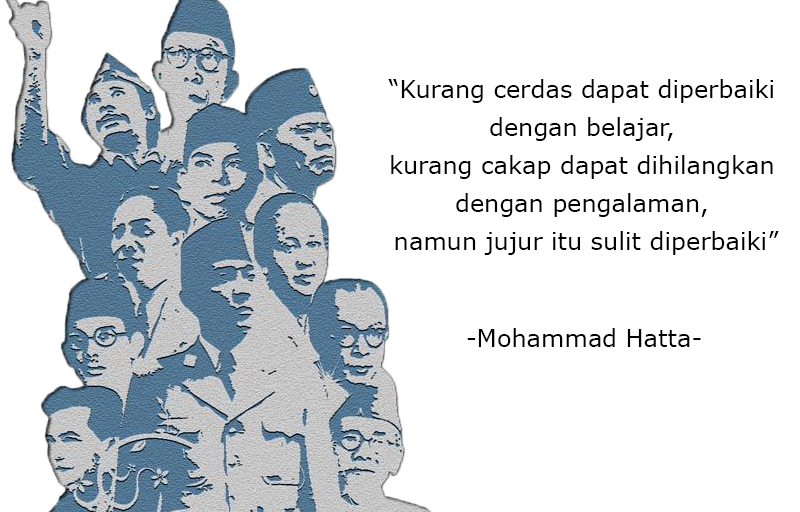 “Kurang cerdas dapat diperbaiki
dengan belajar,
kurang cakap dapat dihilangkan
dengan pengalaman,
namun jujur itu sulit diperbaiki”
-Mohammad Hatta-